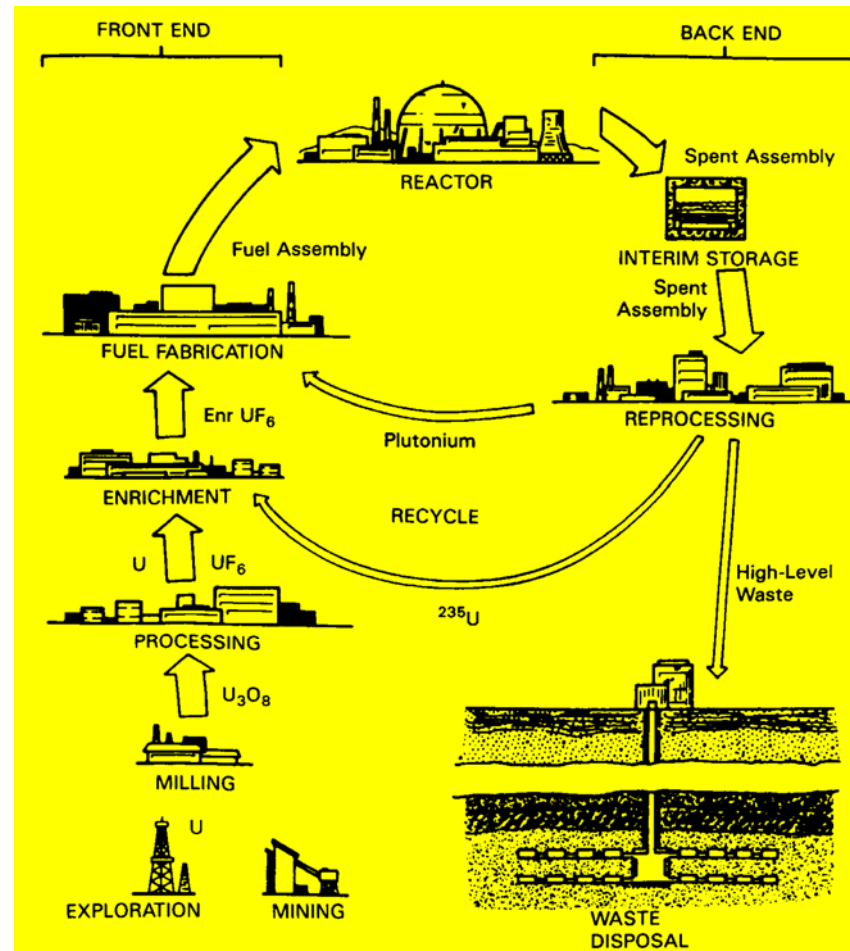 FRONT END
BACK END
REACTOR
Spent Assembly
Fuel Assembly
INTERIM STORAGE
Spent
Assembly
FUEL FABRICATION
REPROCESSING
Enr UF₆
Plutonium
ENRICHMENT
RECYCLE
U UF₆
High-Level
Waste
²³⁵U
PROCESSING
U₃O₈
MILLING
U
EXPLORATION
MINING
WASTE
DISPOSAL